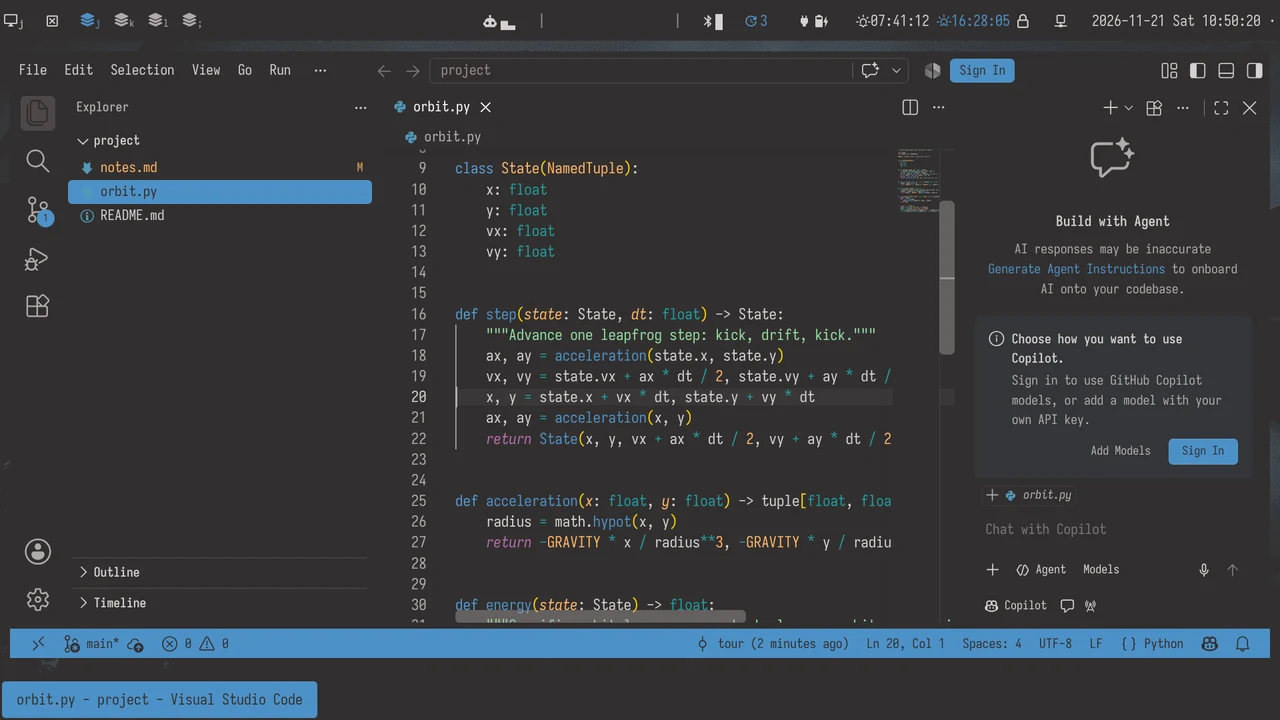 j
j
k
l
;
3
07:41:12
16:28:05
2026-11-21 Sat 10:50:20
File Edit Selection View Go Run ···
project
Sign In
Explorer
project
notes.md M
orbit.py
README.md
1
Outline
Timeline
orbit.py
orbit.py
9 class State(NamedTuple):
10 x: float
11 y: float
12 vx: float
13 vy: float
14
15
16 def step(state: State, dt: float) -> State:
17 """Advance one leapfrog step: kick, drift, kick."""
18 ax, ay = acceleration(state.x, state.y)
19 vx, vy = state.vx + ax * dt / 2, state.vy + ay * dt /
20 x, y = state.x + vx * dt, state.y + vy * dt
21 ax, ay = acceleration(x, y)
22 return State(x, y, vx + ax * dt / 2, vy + ay * dt / 2
23
24
25 def acceleration(x: float, y: float) -> tuple[float, floa
26 radius = math.hypot(x, y)
27 return -GRAVITY * x / radius**3, -GRAVITY * y / radiu
28
29
30 def energy(state: State) -> float:
Build with Agent
AI responses may be inaccurate
Generate Agent Instructions to onboard
AI onto your codebase.
Choose how you want to use
Copilot.
Sign in to use GitHub Copilot
models, or add a model with your
own API key.
Add Models Sign In
orbit.py
Chat with Copilot
Agent Models
Copilot
main* 0 0 tour (2 minutes ago) Ln 20, Col 1 Spaces: 4 UTF-8 LF {} Python
orbit.py - project - Visual Studio Code